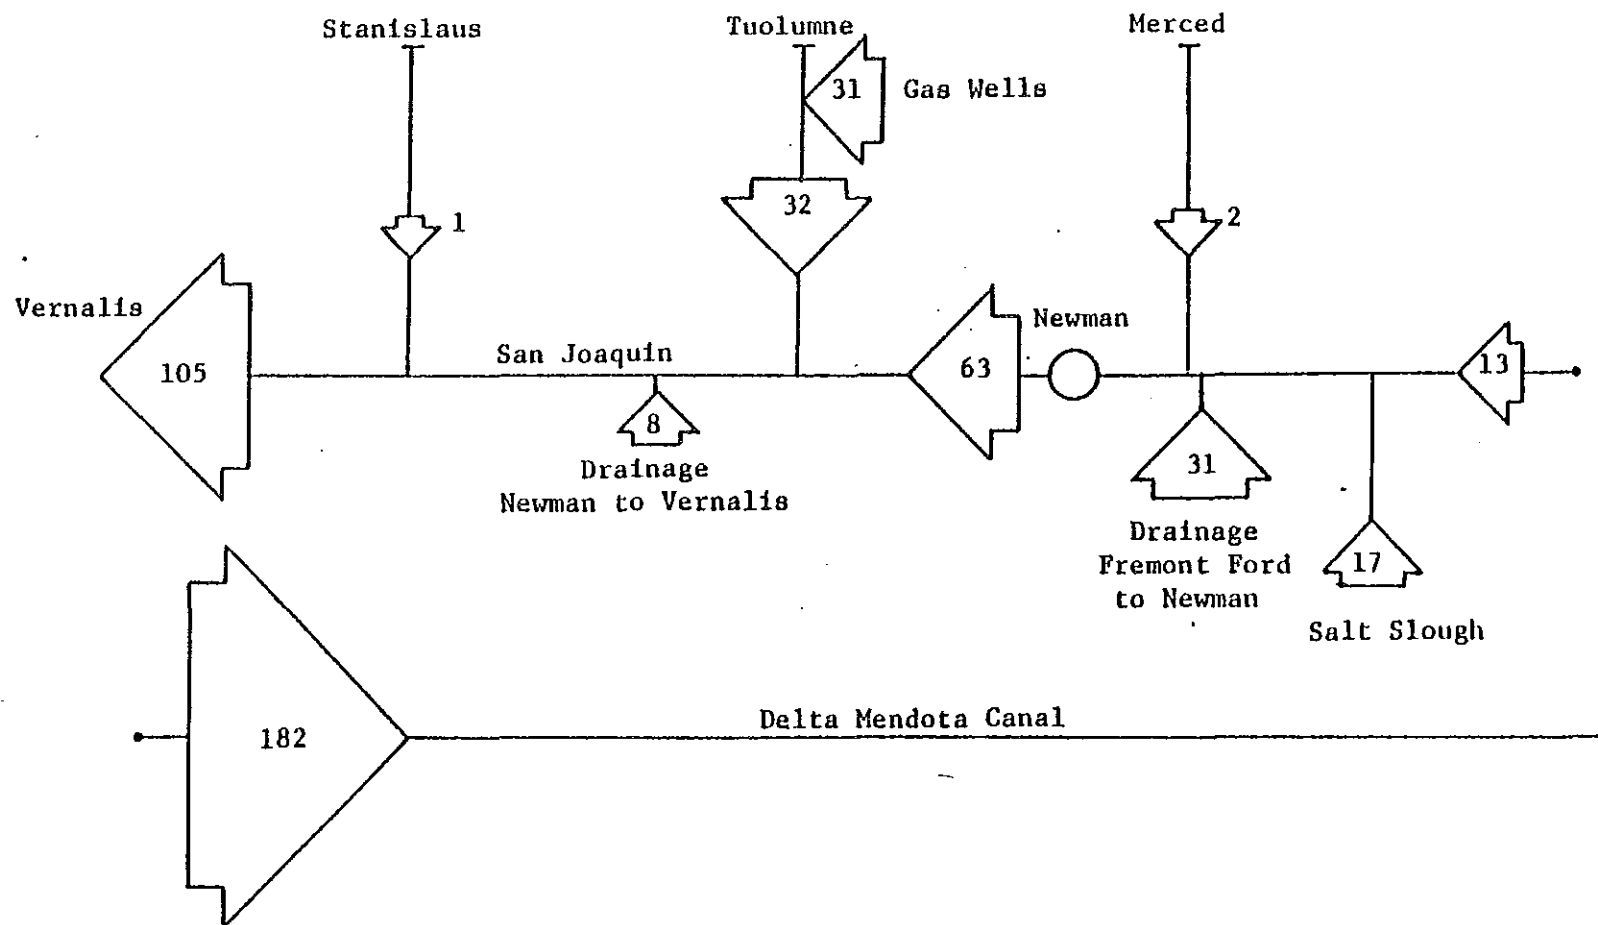 Stanislaus
Tuolumne
Merced
31
Gas Wells
32
1
2
Vernalis
105
San Joaquin
63
Newman
13
8
Drainage
Newman to Vernalis
31
Drainage
Fremont Ford
to Newman
17
Salt Slough
182
Delta Mendota Canal